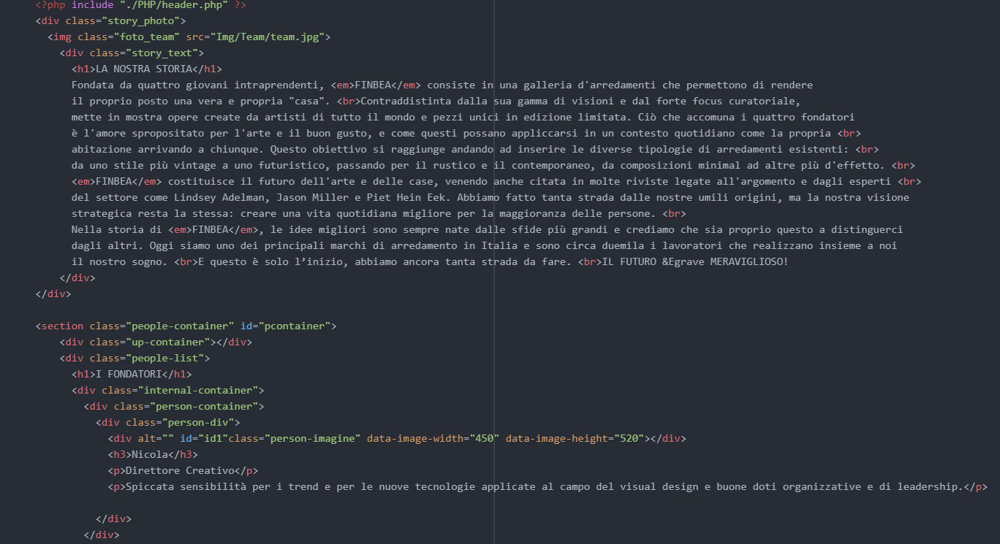 <?php include "./PHP/header.php" ?>
<div class="story_photo">
<img class="foto_team" src="Img/Team/team.jpg">
<div class="story_text">
<h1>LA NOSTRA STORIA</h1>
Fondata da quattro giovani intraprendenti, <em>FINBEA</em> consiste in una galleria d'arredamenti che permettono di rendere
il proprio posto una vera e propria "casa". <br>Contraddistinta dalla sua gamma di visioni e dal forte focus curatoriale,
mette in mostra opere create da artisti di tutto il mondo e pezzi unici in edizione limitata. Ciò che accomuna i quattro fondatori
è l'amore spropositato per l'arte e il buon gusto, e come questi possano appliccarsi in un contesto quotidiano come la propria <br>
abitazione arrivando a chiunque. Questo obiettivo si raggiunge andando ad inserire le diverse tipologie di arredamenti esistenti: <br>
da uno stile più vintage a uno futuristico, passando per il rustico e il contemporaneo, da composizioni minimal ad altre più d'effetto. <br>
<em>FINBEA</em> costituisce il futuro dell'arte e delle case, venendo anche citata in molte riviste legate all'argomento e dagli esperti <br>
del settore come Lindsey Adelman, Jason Miller e Piet Hein Eek. Abbiamo fatto tanta strada dalle nostre umili origini, ma la nostra visione
strategica resta la stessa: creare una vita quotidiana migliore per la maggioranza delle persone. <br>
Nella storia di <em>FINBEA</em>, le idee migliori sono sempre nate dalle sfide più grandi e crediamo che sia proprio questo a distinguerci
dagli altri. Oggi siamo uno dei principali marchi di arredamento in Italia e sono circa duemila i lavoratori che realizzano insieme a noi
il nostro sogno. <br>E questo è solo l’inizio, abbiamo ancora tanta strada da fare. <br>IL FUTURO &Egrave MERAVIGLIOSO!
</div>
</div>
<section class="people-container" id="pcontainer">
<div class="up-container"></div>
<div class="people-list">
<h1>I FONDATORI</h1>
<div class="internal-container">
<div class="person-container">
<div class="person-div">
<div alt="" id="id1"class="person-imagine" data-image-width="450" data-image-height="520"></div>
<h3>Nicola</h3>
<p>Direttore Creativo</p>
<p>Spiccata sensibilità per i trend e per le nuove tecnologie applicate al campo del visual design e buone doti organizzative e di leadership.</p>
</div>
</div>